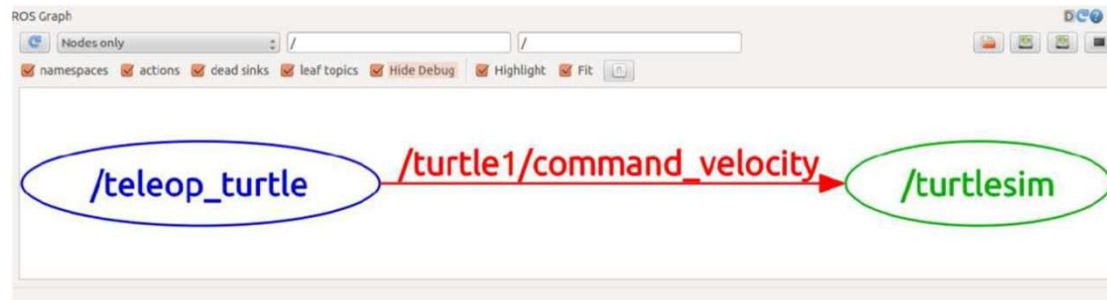 ROS Graph
Nodes only / /
namespaces actions dead sinks leaf topics Hide Debug Highlight Fit
/teleop_turtle /turtle1/command_velocity /turtlesim